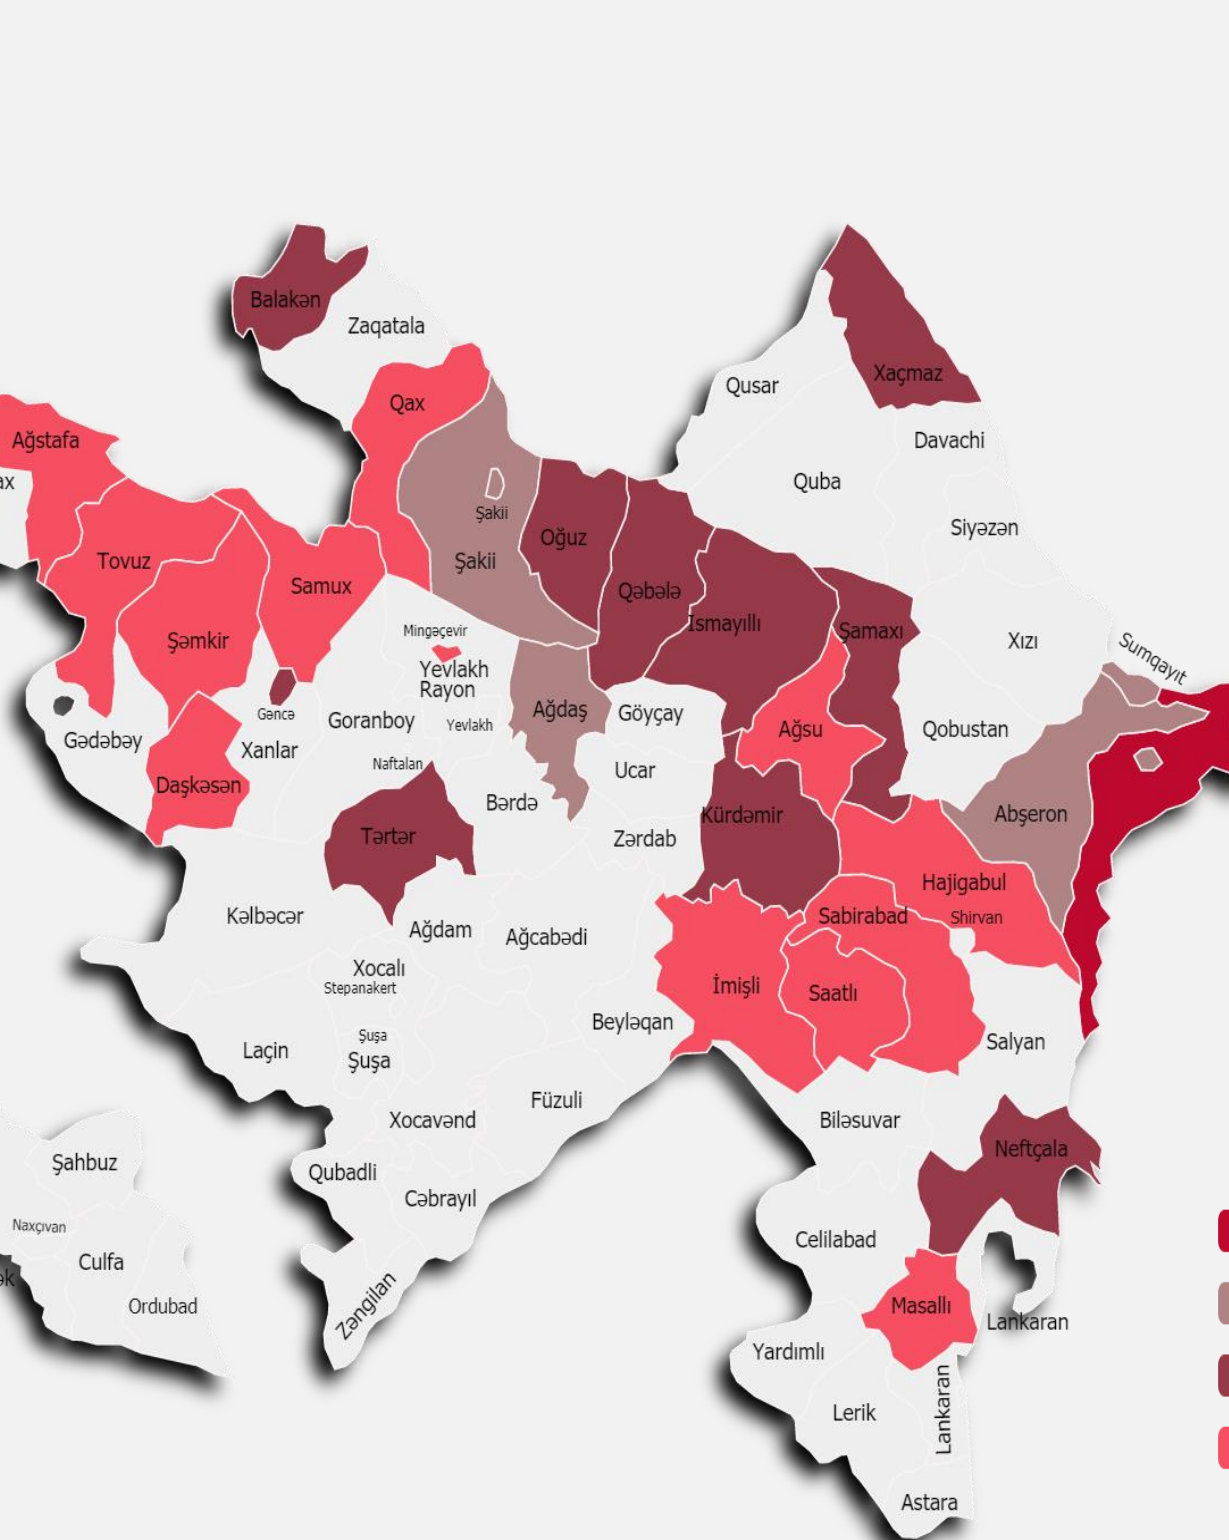 Balakən
Zaqatala
Qax
Ağstafa
ax
Tovuz
Samux
Şəmkir
Şakii
Şakii
Oğuz
Qəbələ
İsmayıllı
Şamaxı
Qusar
Xaçmaz
Davachi
Quba
Siyəzən
Xızı
Sumqayıt
Mingəçevir
Yevlakh
Rayon
Yevlakh
Gəncə
Gədəbəy
Xanlar
Goranboy
Naftalan
Ağdaş
Göyçay
Ağsu
Qobustan
Daşkəsən
Ucar
Bərdə
Kürdəmir
Abşeron
Tərtər
Zərdab
Hajigabul
Kəlbəcər
Ağdam
Ağcabədi
Sabirabad
Shirvan
Xocalı
Stepanakert
İmişli
Saatlı
Beyləqan
Salyan
Laçin
Şuşa
Şuşa
Füzuli
Xocavənd
Biləsuvar
Neftçala
Şahbuz
Qubadli
Cəbrayıl
Naxçıvan
Culfa
Celilabad
ək
Ordubad
Zəngilan
Masallı
Lankaran
Yardımlı
Lerik
Lankaran
Astara